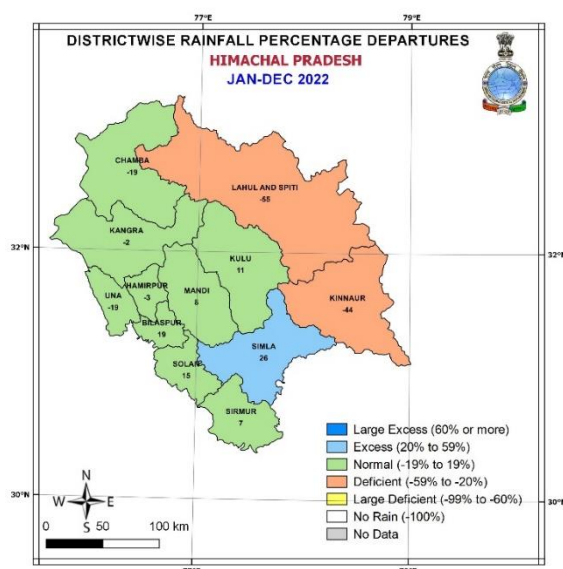 77°E 79°E
DISTRICTWISE RAINFALL PERCENTAGE DEPARTURES
HIMACHAL PRADESH
JAN-DEC 2022
CHAMBA
-19
LAHUL AND SPITI
-55
32°N
32°N
KANGRA
-2
KULU
11
HAMIRPUR
-3
UNA
-19
MANDI
KINNAUR
-44
BILASPUR
19
SIMLA
26
SOLAN
15
SIRMUR
7
Large Excess (60% or more)
Excess (20% to 59%)
Normal (-19% to 19%)
Deficient (-59% to -20%)
Large Deficient (-99% to -60%)
No Rain (-100%)
No Data
30°N
30°N
N
W E
S
0 50 100 km